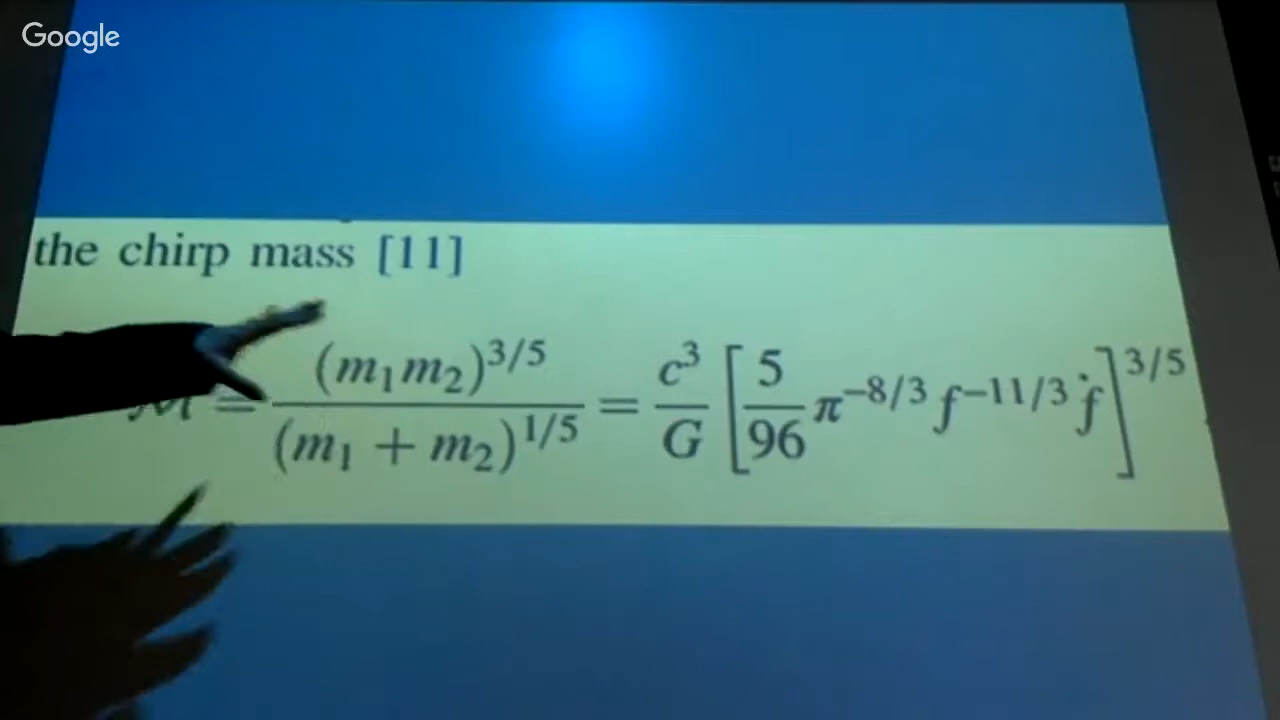 Google
the chirp mass [11]
ℳ = (m₁m₂)^{3/5} / (m₁ + m₂)^{1/5} = c³/G [5/96 π^{−8/3} f^{−11/3} ḟ]^{3/5}